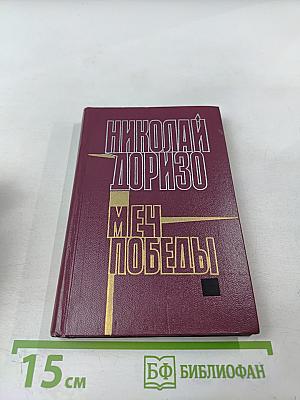 НИКОЛАЙ
ДОРИЗО
МЕЧ
ПОБЕДЫ
15 см
БФ БИБЛИОФАН